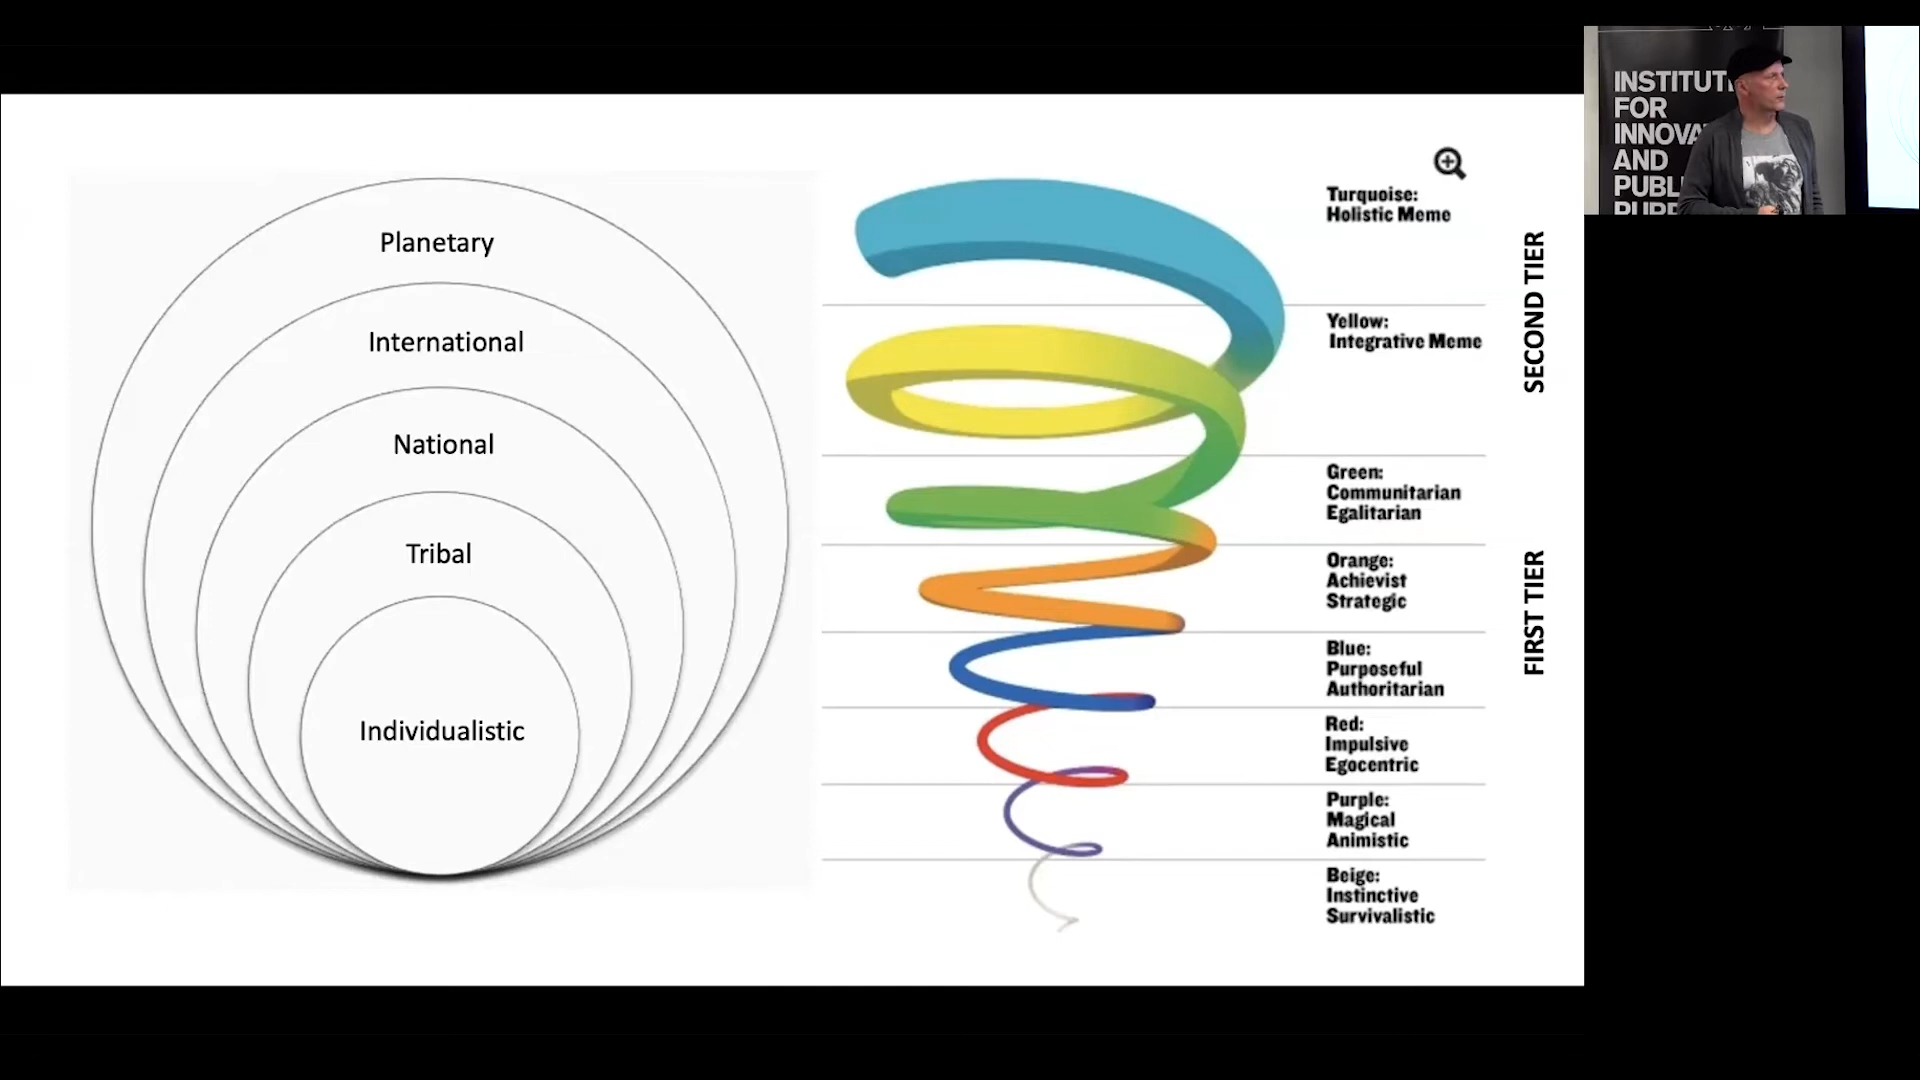 Planetary
International
National
Tribal
Individualistic
Turquoise:
Holistic Meme
Yellow:
Integrative Meme
Green:
Communitarian
Egalitarian
Orange:
Achievist
Strategic
Blue:
Purposeful
Authoritarian
Red:
Impulsive
Egocentric
Purple:
Magical
Animistic
Beige:
Instinctive
Survivalistic
SECOND TIER
FIRST TIER
INSTITUT
FOR
INNOVA
AND
PUBL
PURP